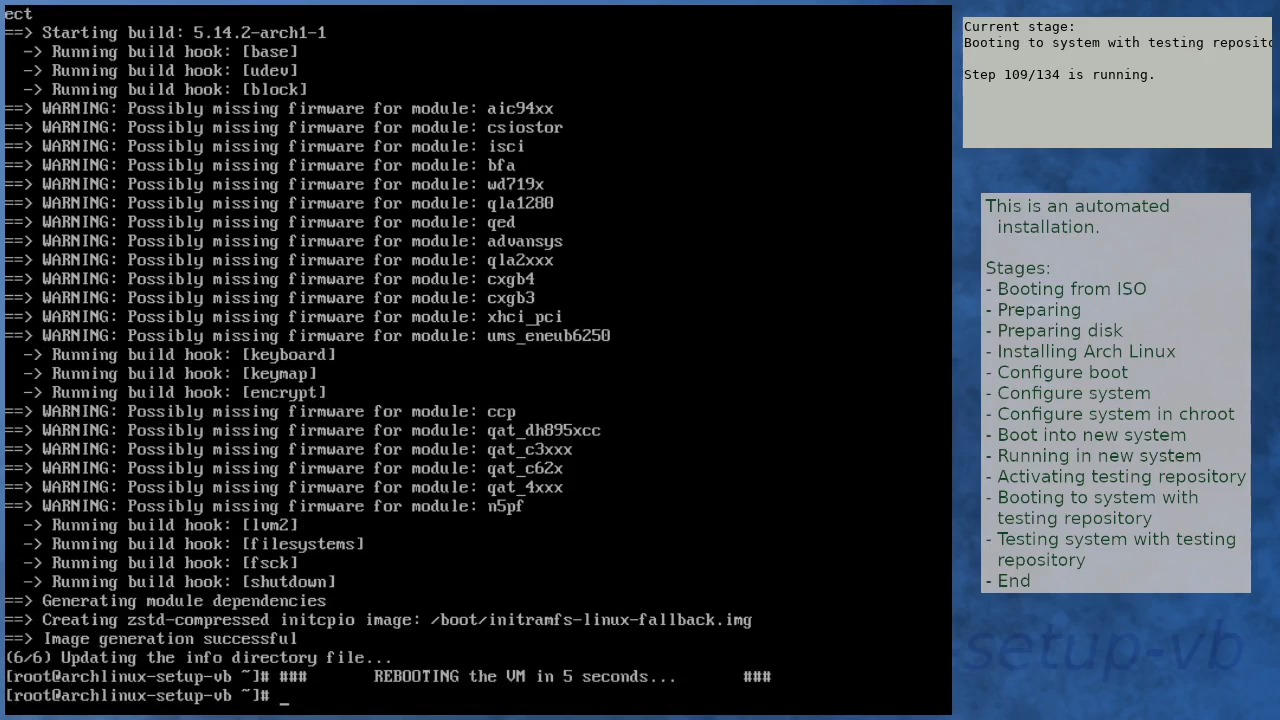 ect
==> Starting build: 5.14.2-arch1-1
  -> Running build hook: [base]
  -> Running build hook: [udev]
  -> Running build hook: [block]
==> WARNING: Possibly missing firmware for module: aic94xx
==> WARNING: Possibly missing firmware for module: csiostor
==> WARNING: Possibly missing firmware for module: isci
==> WARNING: Possibly missing firmware for module: bfa
==> WARNING: Possibly missing firmware for module: wd719x
==> WARNING: Possibly missing firmware for module: qla1280
==> WARNING: Possibly missing firmware for module: qed
==> WARNING: Possibly missing firmware for module: advansys
==> WARNING: Possibly missing firmware for module: qla2xxx
==> WARNING: Possibly missing firmware for module: cxgb4
==> WARNING: Possibly missing firmware for module: cxgb3
==> WARNING: Possibly missing firmware for module: xhci_pci
==> WARNING: Possibly missing firmware for module: ums_eneub6250
  -> Running build hook: [keyboard]
  -> Running build hook: [keymap]
  -> Running build hook: [encrypt]
==> WARNING: Possibly missing firmware for module: ccp
==> WARNING: Possibly missing firmware for module: qat_dh895xcc
==> WARNING: Possibly missing firmware for module: qat_c3xxx
==> WARNING: Possibly missing firmware for module: qat_c62x
==> WARNING: Possibly missing firmware for module: qat_4xxx
==> WARNING: Possibly missing firmware for module: n5pf
  -> Running build hook: [lvm2]
  -> Running build hook: [filesystems]
  -> Running build hook: [fsck]
  -> Running build hook: [shutdown]
==> Generating module dependencies
==> Creating zstd-compressed initcpio image: /boot/initramfs-linux-fallback.img
==> Image generation successful
(6/6) Updating the info directory file...
[root@archlinux-setup-vb ~]# ###       REBOOTING the VM in 5 seconds...       ###
[root@archlinux-setup-vb ~]# _
Current stage:
Booting to system with testing reposito
Step 109/134 is running.
This is an automated
installation.
Stages:
- Booting from ISO
- Preparing
- Preparing disk
- Installing Arch Linux
- Configure boot
- Configure system
- Configure system in chroot
- Boot into new system
- Running in new system
- Activating testing repository
- Booting to system with
testing repository
- Testing system with testing
repository
- End
setup-vb